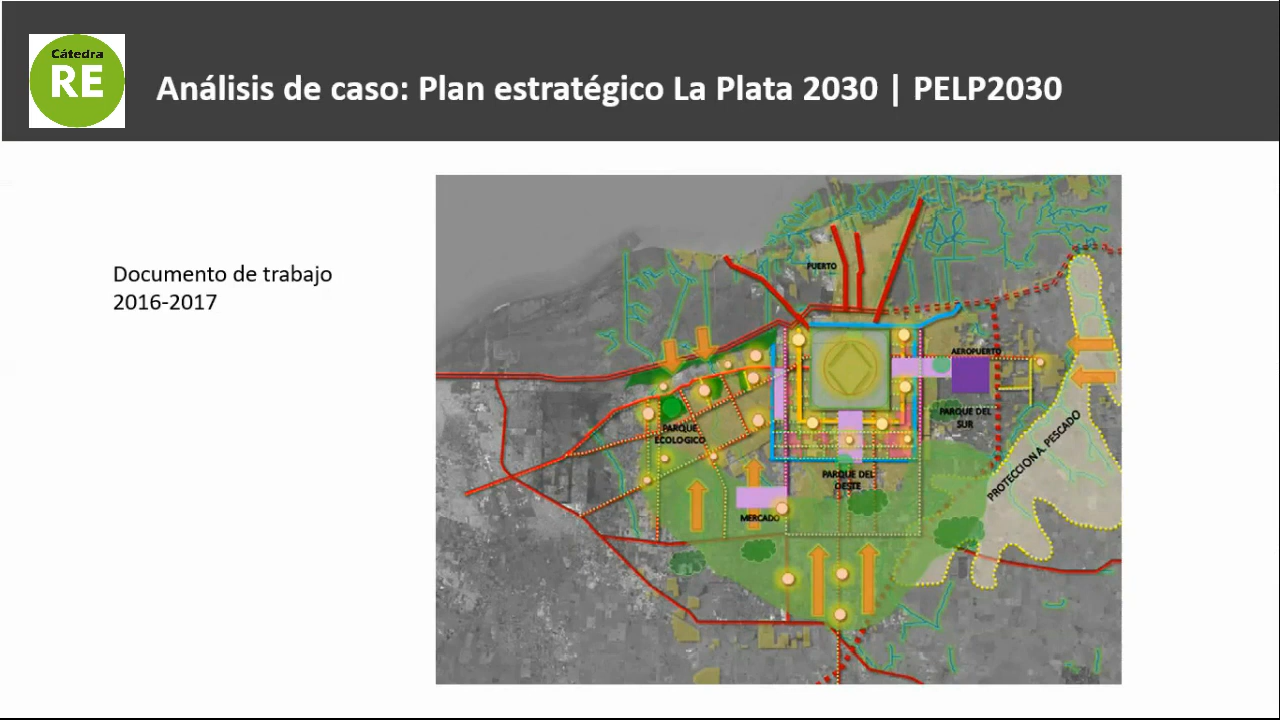 Cátedra
RE
Análisis de caso: Plan estratégico La Plata 2030 | PELP2030
Documento de trabajo
2016-2017
PUERTO
AEROPUERTO
PARQUE DEL
SUR
PARQUE
ECOLOGICO
PROTECCION A. PESCADO
PARQUE DEL
OESTE
MERCADO